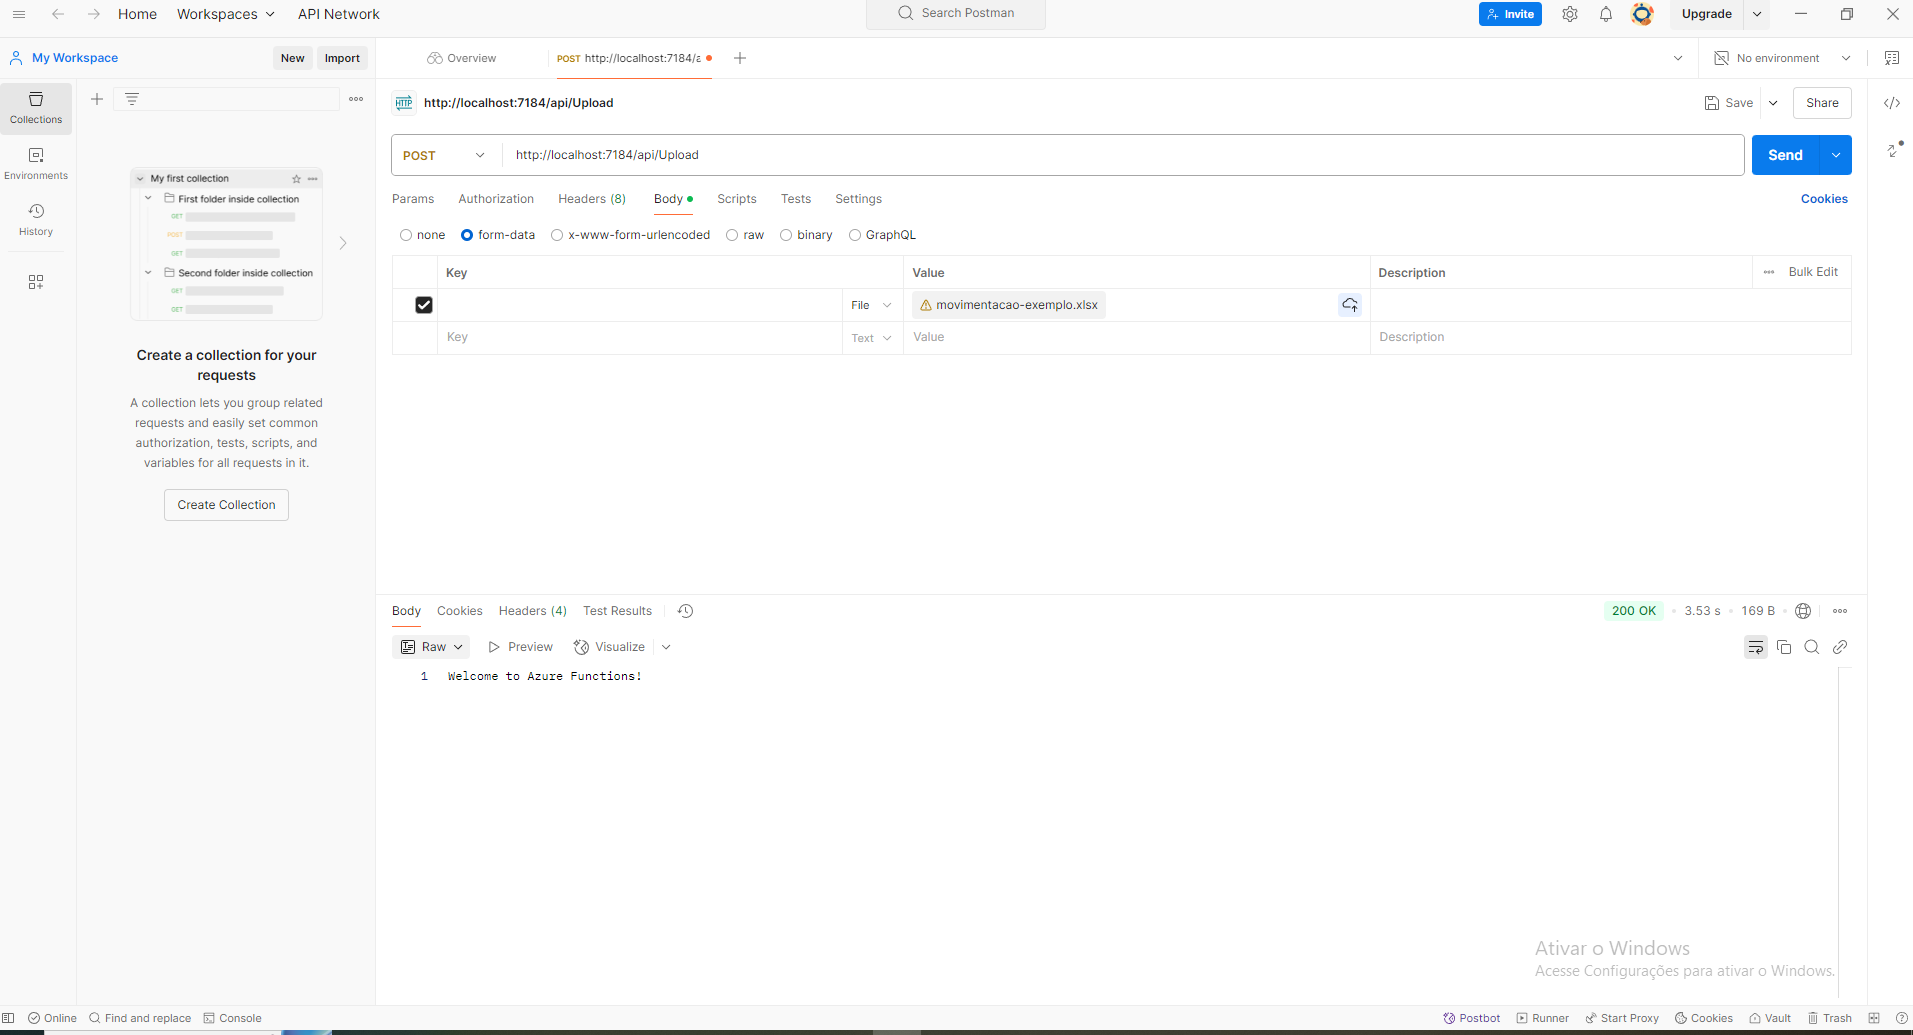 Home Workspaces API Network Search Postman Invite Upgrade
My Workspace New Import Overview POST http://localhost:7184/a No environment
Collections
Environments
History
My first collection
First folder inside collection
GET
POST
GET
Second folder inside collection
GET
GET
Create a collection for your
requests
A collection lets you group related
requests and easily set common
authorization, tests, scripts, and
variables for all requests in it.
Create Collection
HTTP http://localhost:7184/api/Upload Save Share
POST http://localhost:7184/api/Upload Send
Params Authorization Headers (8) Body Scripts Tests Settings Cookies
none form-data x-www-form-urlencoded raw binary GraphQL
Key Value Description Bulk Edit
File movimentacao-exemplo.xlsx
Key Text Value Description
Body Cookies Headers (4) Test Results 200 OK 3.53 s 169 B
Raw Preview Visualize
1 Welcome to Azure Functions!
Ativar o Windows
Acesse Configurações para ativar o Windows.
Online Find and replace Console Postbot Runner Start Proxy Cookies Vault Trash